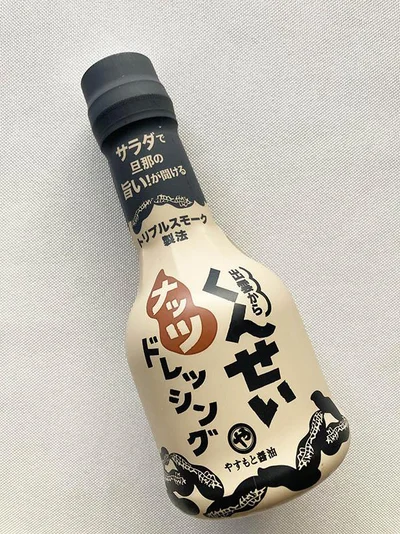 サラダで
旦那の
旨い!が聞ける
トリプルスモーク
製法
出雲から
くんせい
ナッツ
ドレッシング
や
やすもと醤油